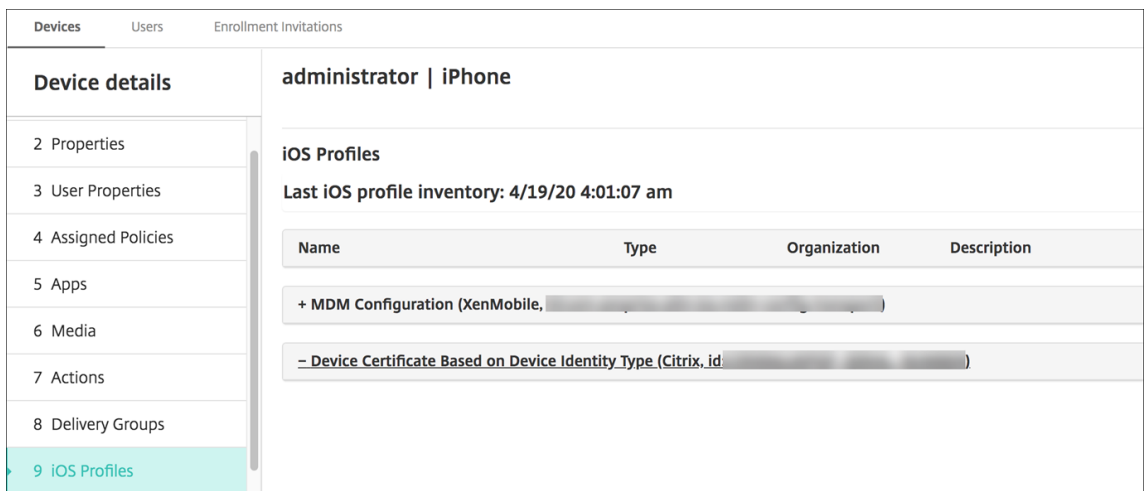 Devices Users Enrollment Invitations
Device details
2 Properties
3 User Properties
4 Assigned Policies
5 Apps
6 Media
7 Actions
8 Delivery Groups
9 iOS Profiles
administrator | iPhone
iOS Profiles
Last iOS profile inventory: 4/19/20 4:01:07 am
Name Type Organization Description
+ MDM Configuration (XenMobile, )
– Device Certificate Based on Device Identity Type (Citrix, id: )